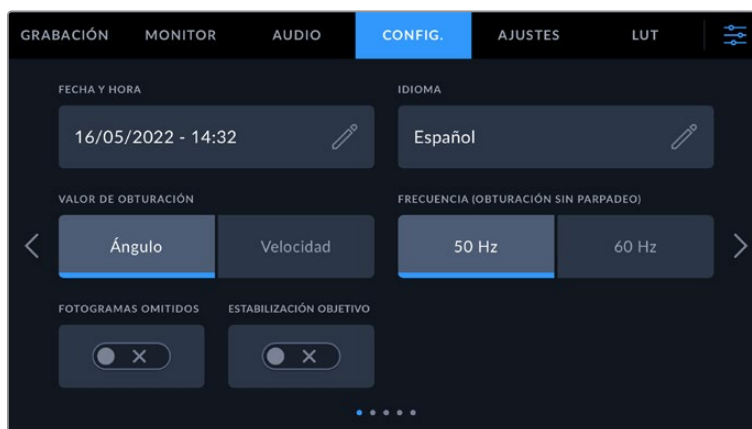 GRABACIÓN MONITOR AUDIO CONFIG. AJUSTES LUT
FECHA Y HORA IDIOMA
16/05/2022 - 14:32 Español
VALOR DE OBTURACIÓN FRECUENCIA (OBTURACIÓN SIN PARPADEO)
Ángulo Velocidad 50 Hz 60 Hz
FOTOGRAMAS OMITIDOS ESTABILIZACIÓN OBJETIVO